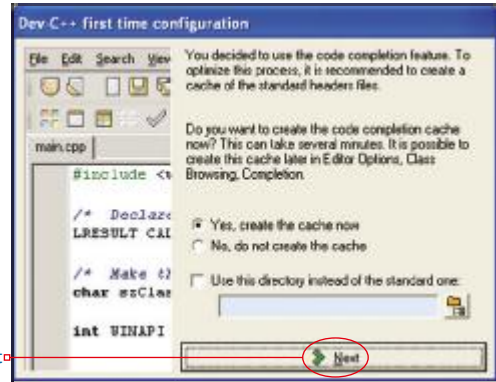 Dev-C++ first time configuration
File Edit Search View
main.cpp
#include <w
/* Declare
LRESULT CAL
/* Make th
char szClas
int WINAPI
You decided to use the code completion feature. To
optimize this process, it is recommended to create a
cache of the standard headers files.
Do you want to create the code completion cache
now? This can take several minutes. It is possible to
create this cache later in Editor Options, Class
Browsing, Completion.
Yes, create the cache now
No, do not create the cache
Use this directory instead of the standard one:
Next